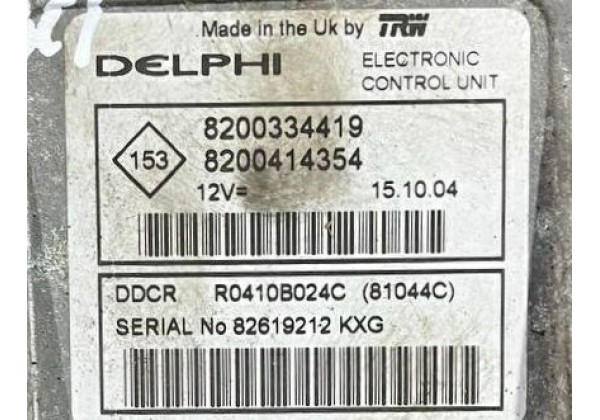 Made in the Uk by TRW
DELPHI
ELECTRONIC
CONTROL UNIT
153
8200334419
8200414354
12V=
15.10.04
DDCR R0410B024C (81044C)
SERIAL No 82619212 KXG